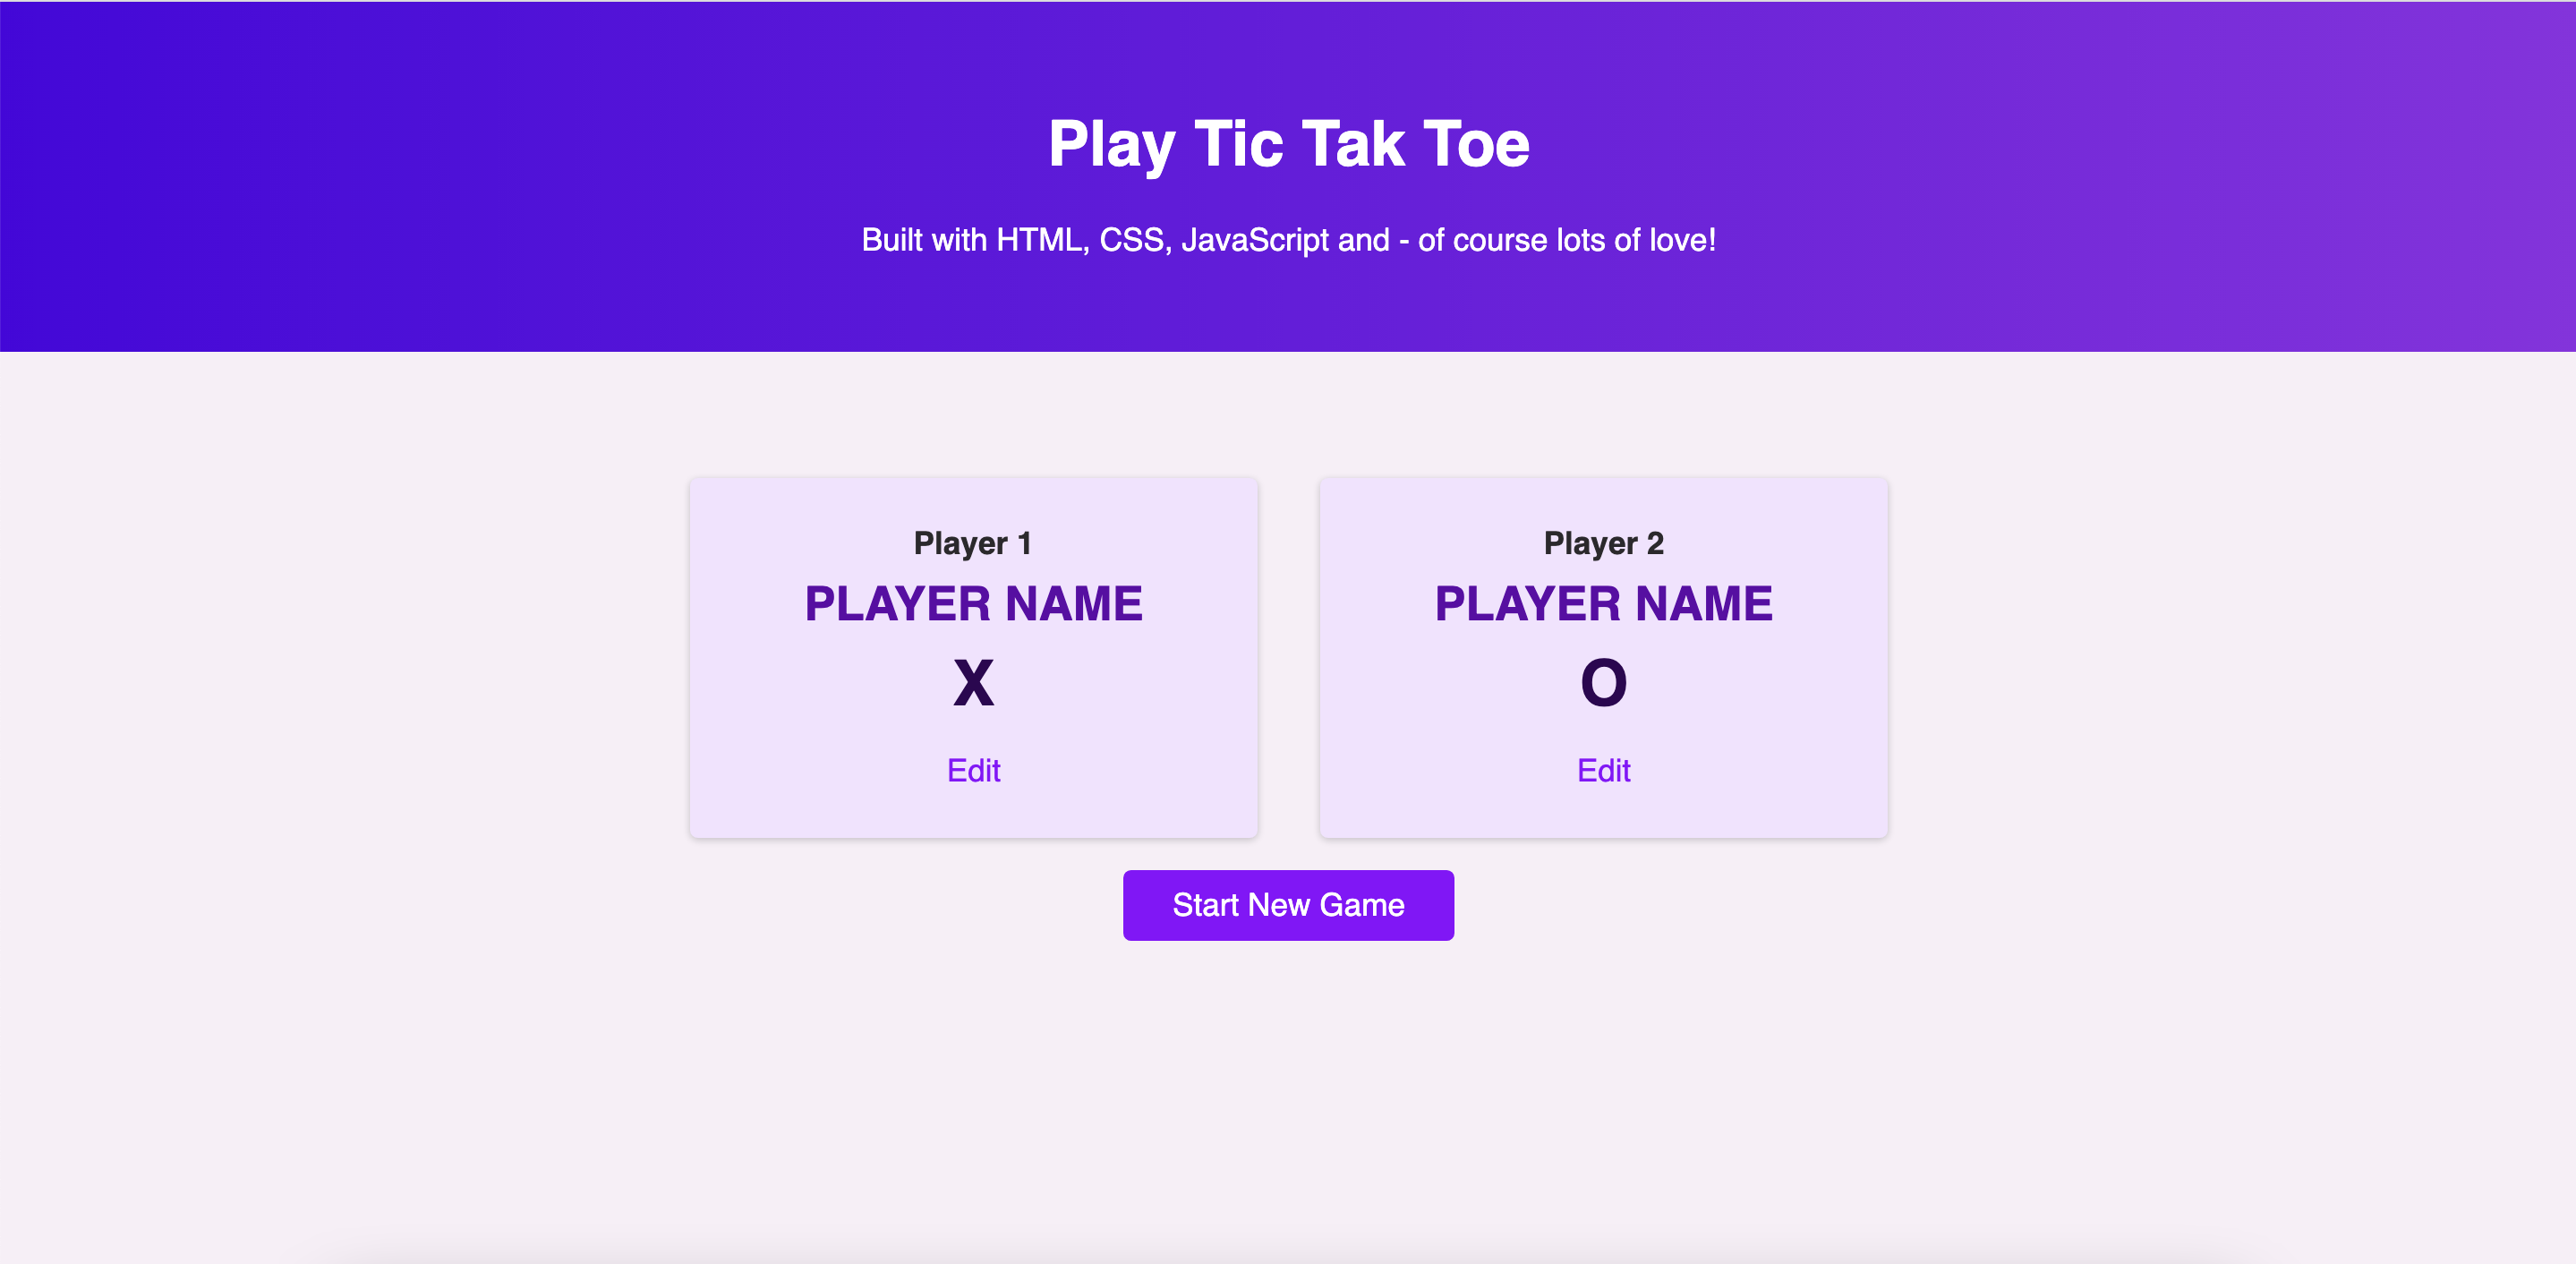 Play Tic Tak Toe
Built with HTML, CSS, JavaScript and - of course lots of love!
Player 1
PLAYER NAME
X
Edit
Player 2
PLAYER NAME
O
Edit
Start New Game